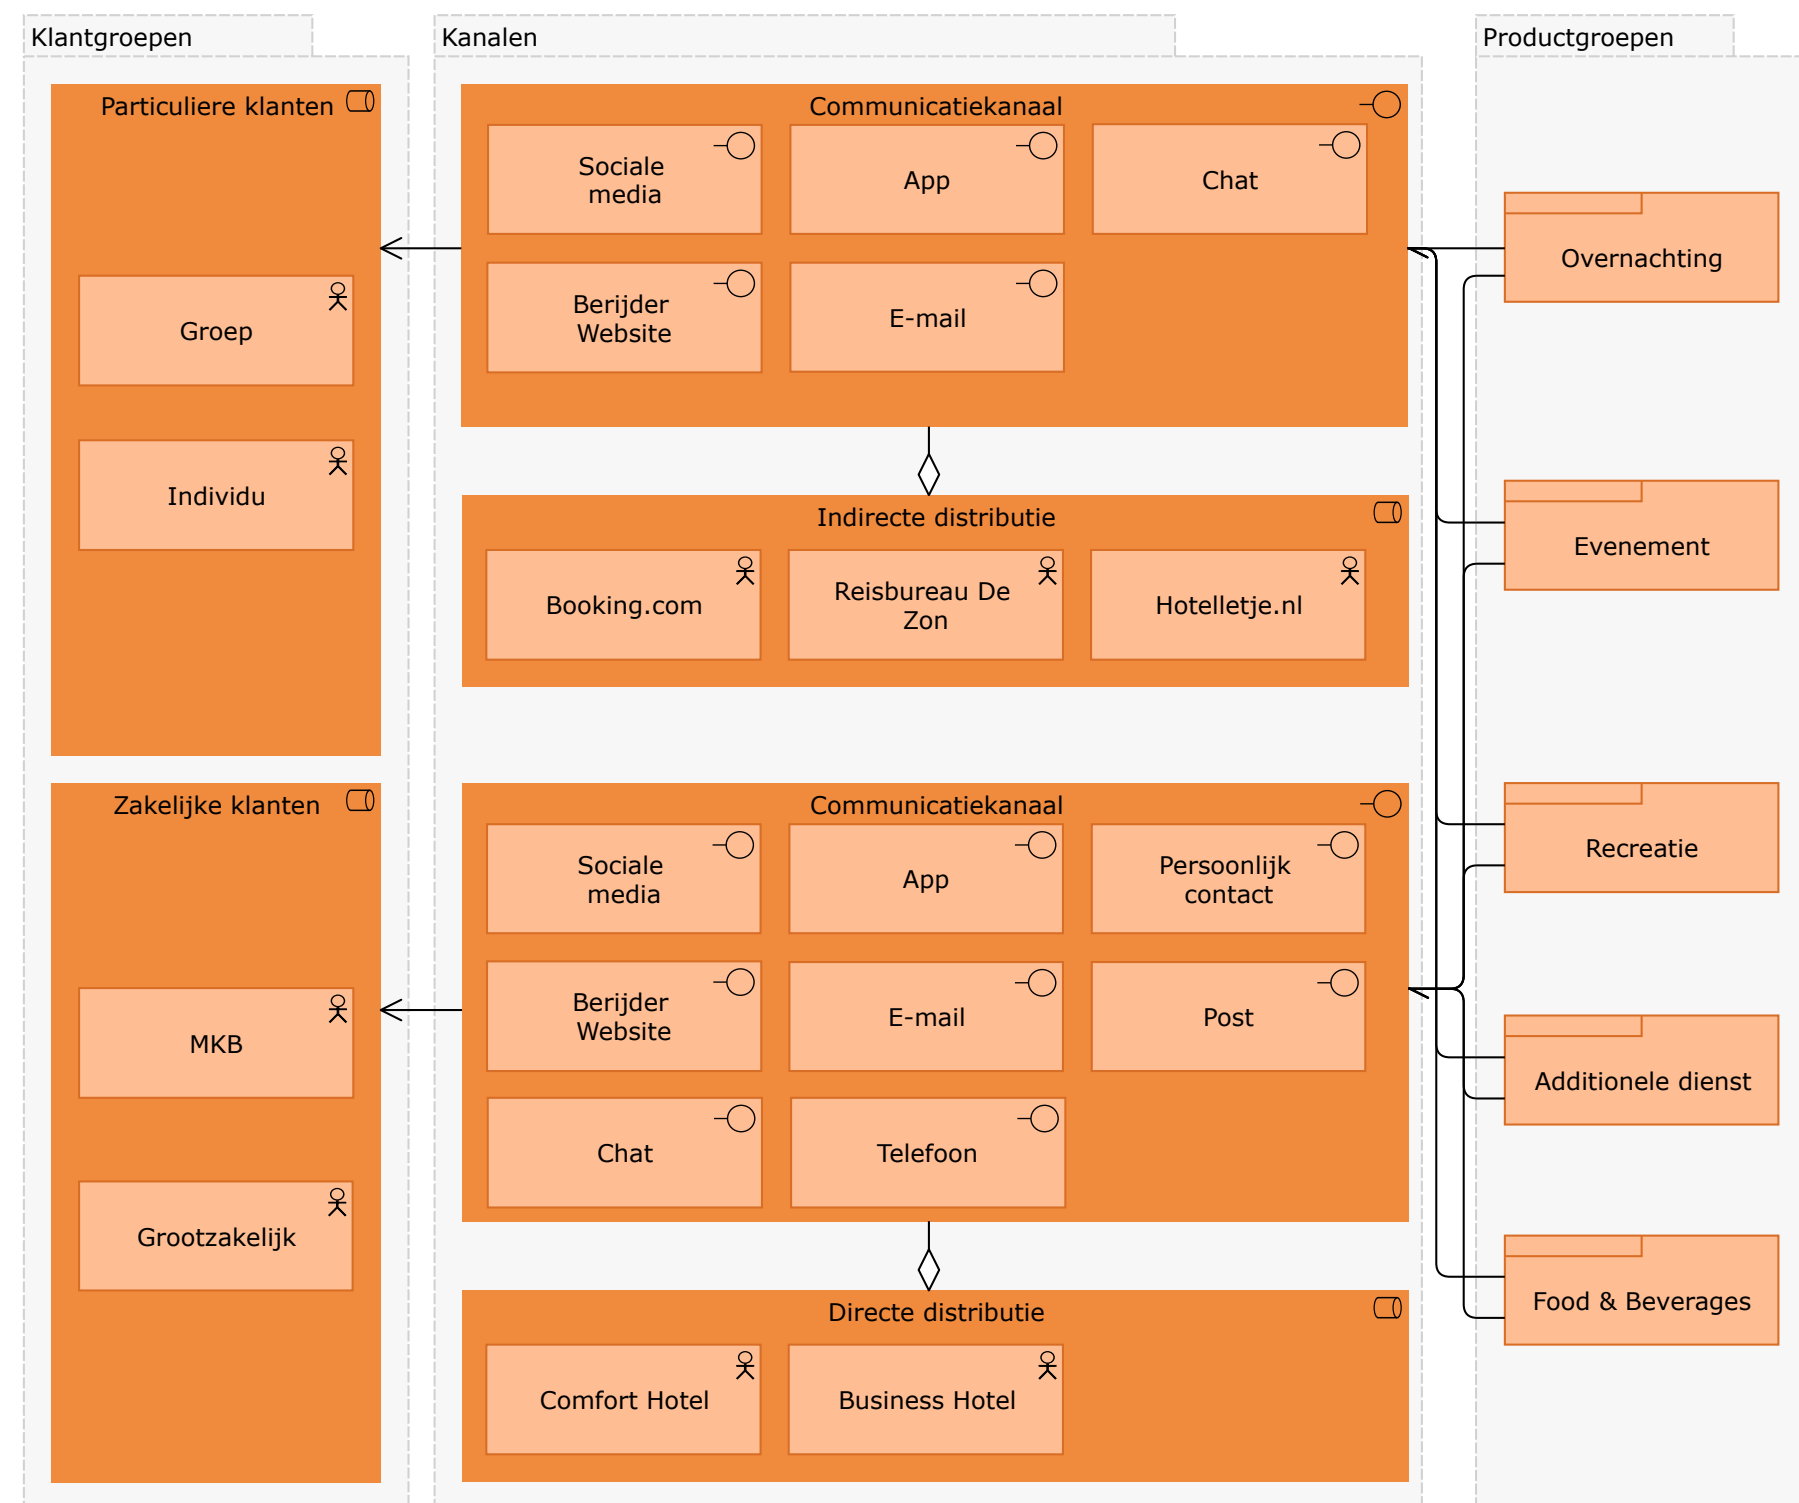 Klantgroepen
Kanalen
Productgroepen
Particuliere klanten
Groep
Individu
Zakelijke klanten
MKB
Grootzakelijk
Communicatiekanaal
Sociale
media
App
Chat
Berijder
Website
E-mail
Indirecte distributie
Booking.com
Reisbureau De
Zon
Hotelletje.nl
Communicatiekanaal
Sociale
media
App
Persoonlijk
contact
Berijder
Website
E-mail
Post
Chat
Telefoon
Directe distributie
Comfort Hotel
Business Hotel
Overnachting
Evenement
Recreatie
Additionele dienst
Food & Beverages